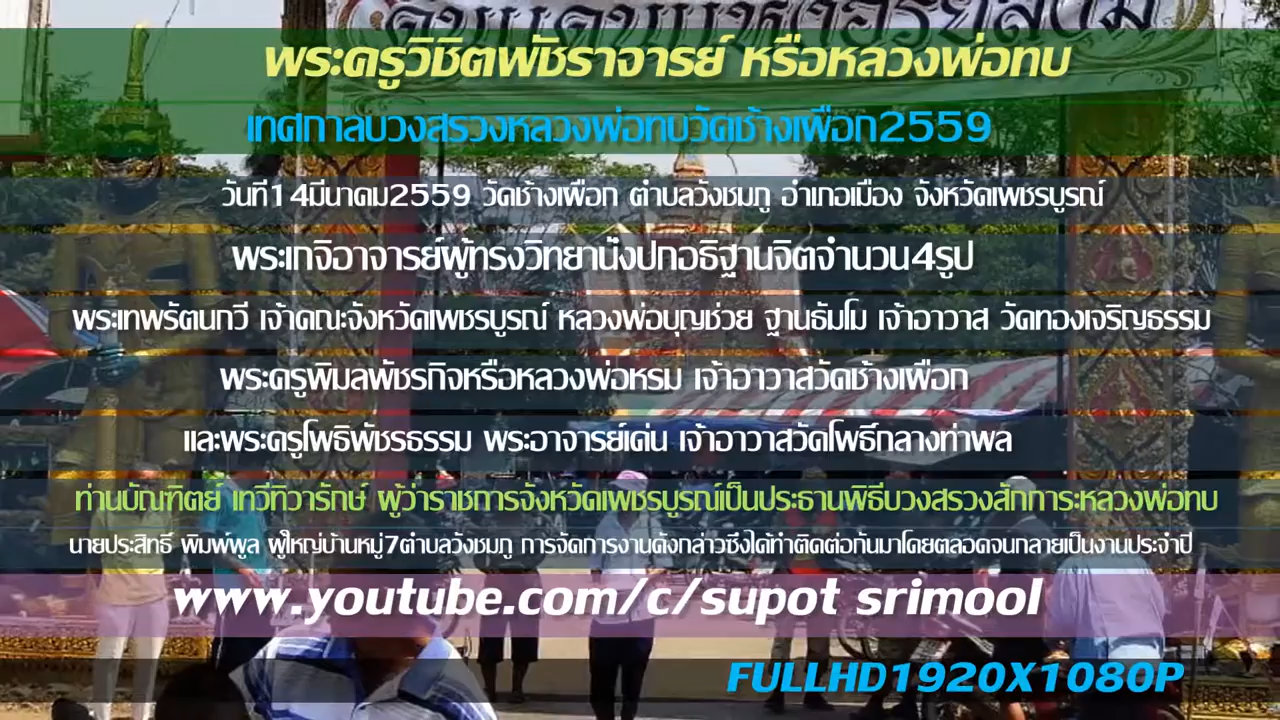 พระครูวิชิตพัชราจารย์ หรือหลวงพ่อทบ
เทศกาลบวงสรวงหลวงพ่อทบวัดช้างเผือก2559
วันที่14มีนาคม2559 วัดช้างเผือก ตำบลวังชมภู อำเภอเมือง จังหวัดเพชรบูรณ์
พระเกจิอาจารย์ผู้ทรงวิทยานั่งปกอธิฐานจิตจำนวน4รูป
พระเทพรัตนกวี เจ้าคณะจังหวัดเพชรบูรณ์ หลวงพ่อบุญช่วย ฐานธัมโม เจ้าอาวาส วัดทองเจริญธรรม
พระครูพิมลพัชรกิจหรือหลวงพ่อหรม เจ้าอาวาสวัดช้างเผือก
และพระครูโพธิพัชรธรรม พระอาจารย์เด่น เจ้าอาวาสวัดโพธิ์กลางท่าพล
ท่านบัณฑิตย์ เทวีทิวารักษ์ ผู้ว่าราชการจังหวัดเพชรบูรณ์เป็นประธานพิธีบวงสรวงสักการะหลวงพ่อทบ
นายประสิทธิ์ พิมพ์พูล ผู้ใหญ่บ้านหมู่7ตำบลวังชมภู การจัดการงานดังกล่าวซึ่งได้ทำติดต่อกันมาโดยตลอดจนกลายเป็นงานประจำปี
www.youtube.com/c/supot srimool
FULLHD1920X1080P